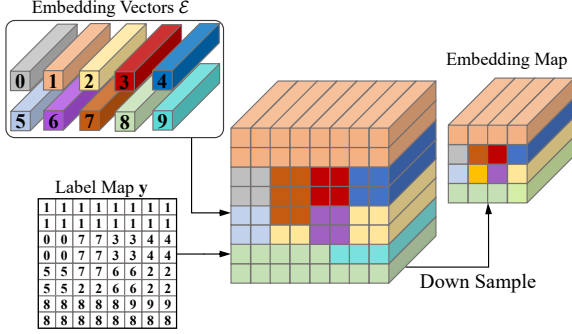 Embedding Vectors ℰ
0 1 2 3 4
5 6 7 8 9
Embedding Map
Label Map y
1 1 1 1 1 1 1 1
1 1 1 1 1 1 1 1
0 0 7 7 3 3 4 4
0 0 7 7 3 3 4 4
5 5 7 7 6 6 2 2
5 5 2 2 6 6 2 2
8 8 8 8 8 9 9 9
8 8 8 8 8 8 8 8
Down Sample